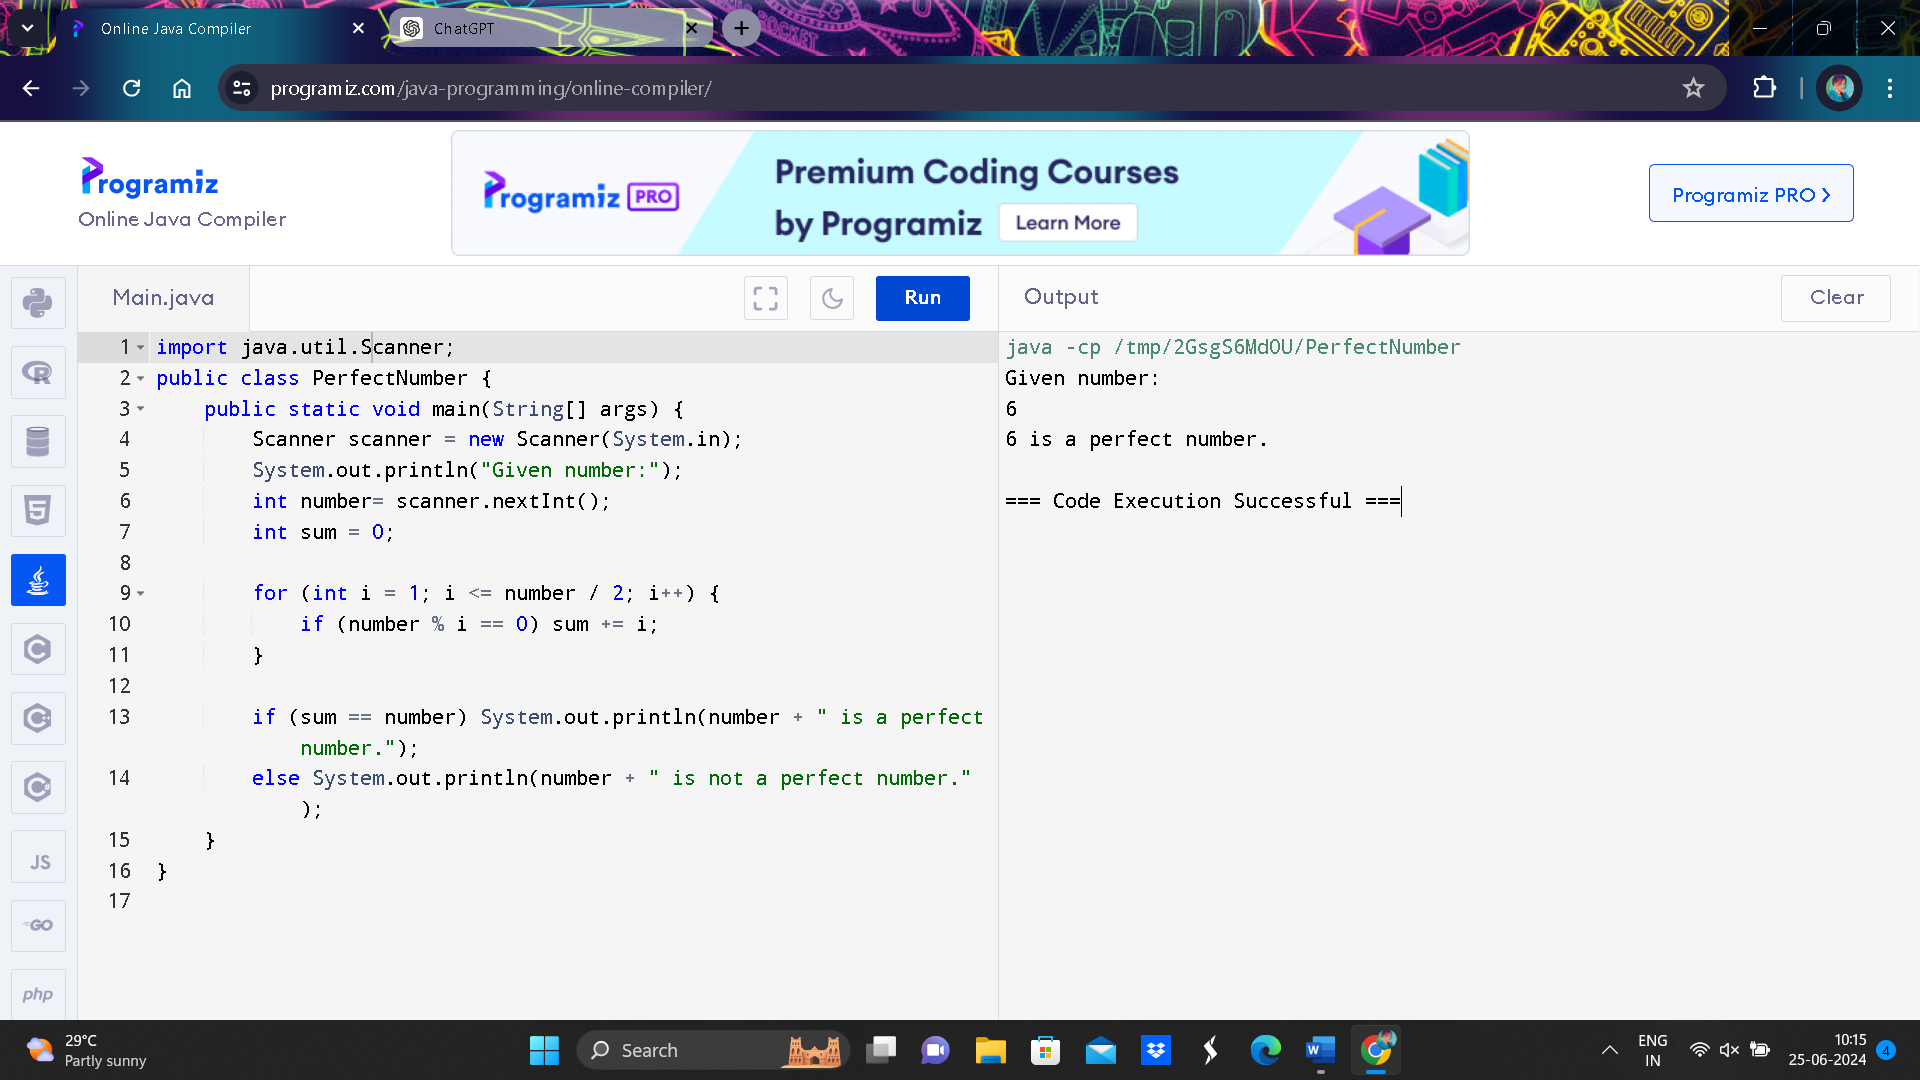 Online Java Compiler
ChatGPT
programiz.com/java-programming/online-compiler/
Programiz
Online Java Compiler
Programiz PRO
Premium Coding Courses
by Programiz
Learn More
Programiz PRO
Main.java
Run
Output
Clear
1 import java.util.Scanner;
2 public class PerfectNumber {
3 public static void main(String[] args) {
4 Scanner scanner = new Scanner(System.in);
5 System.out.println("Given number:");
6 int number= scanner.nextInt();
7 int sum = 0;
8
9 for (int i = 1; i <= number / 2; i++) {
10 if (number % i == 0) sum += i;
11 }
12
13 if (sum == number) System.out.println(number + " is a perfect
number.");
14 else System.out.println(number + " is not a perfect number."
);
15 }
16 }
17
java -cp /tmp/2GsgS6MdOU/PerfectNumber
Given number:
6
6 is a perfect number.
=== Code Execution Successful ===
R
5
C
C
C
JS
GO
php
29°C
Partly sunny
Search
W
ENG
IN
10:15
25-06-2024
4